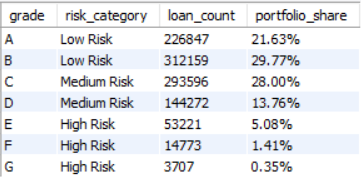 grade risk_category loan_count portfolio_share
A Low Risk 226847 21.63%
B Low Risk 312159 29.77%
C Medium Risk 293596 28.00%
D Medium Risk 144272 13.76%
E High Risk 53221 5.08%
F High Risk 14773 1.41%
G High Risk 3707 0.35%